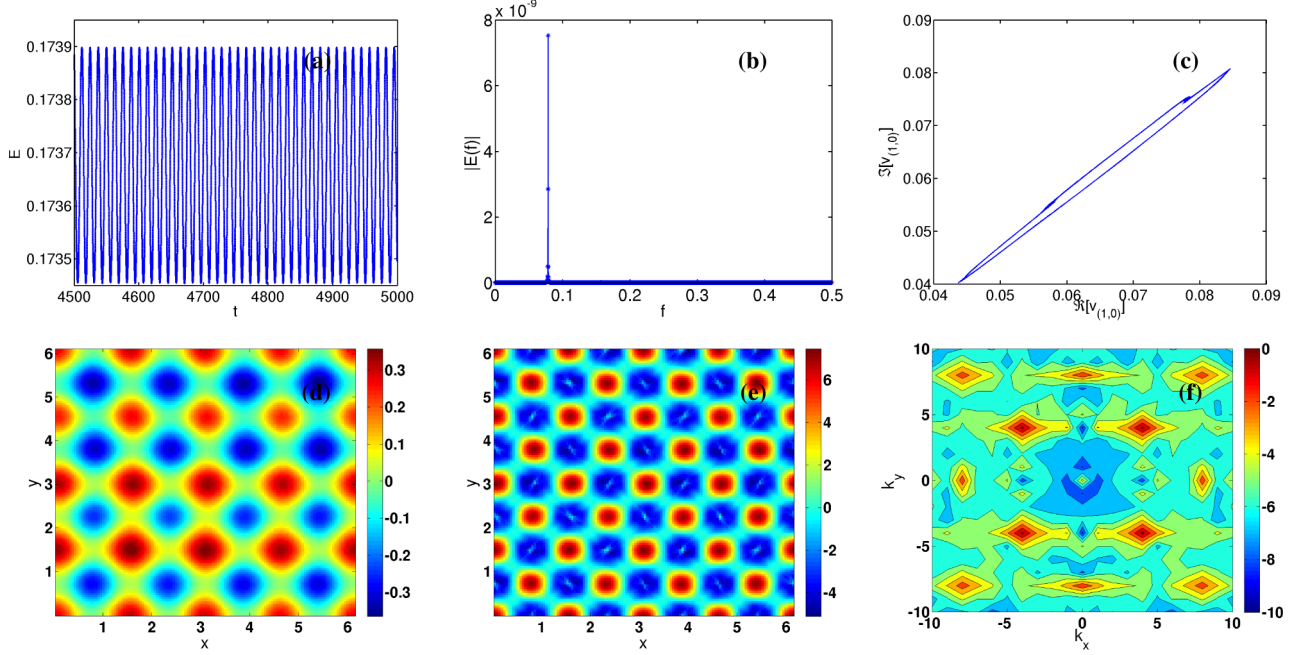 (a)
0.1739
0.1738
0.1737
0.1736
0.1735
E
4500 4600 4700 4800 4900 5000
t
x 10^-9
(b)
8
6
4
2
0
|E(f)|
0 0.1 0.2 0.3 0.4 0.5
f
(c)
0.09
0.08
0.07
0.06
0.05
0.04
ℑ[v(1,0)]
0.04 0.05 0.06 0.07 0.08 0.09
ℜ[v(1,0)]
(d)
6
5
4
3
2
1
y
1 2 3 4 5 6
x
0.3
0.2
0.1
0
-0.1
-0.2
-0.3
(e)
6
5
4
3
2
1
y
1 2 3 4 5 6
x
6
4
2
0
-2
-4
(f)
10
5
0
-5
-10
k_y
-10 -5 0 5 10
k_x
0
-2
-4
-6
-8
-10